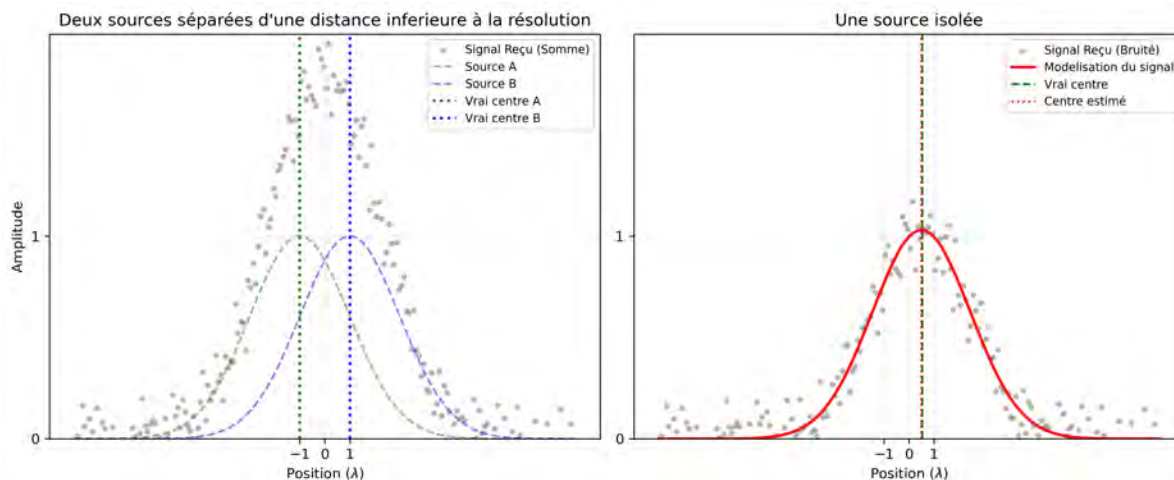 Deux sources séparées d'une distance inferieure à la résolution
Signal Reçu (Somme)
Source A
Source B
Vrai centre A
Vrai centre B
Amplitude
1
0
−1 0 1
Position (λ)
Une source isolée
Signal Reçu (Bruité)
Modelisation du signal
Vrai centre
Centre estimé
1
0
−1 0 1
Position (λ)